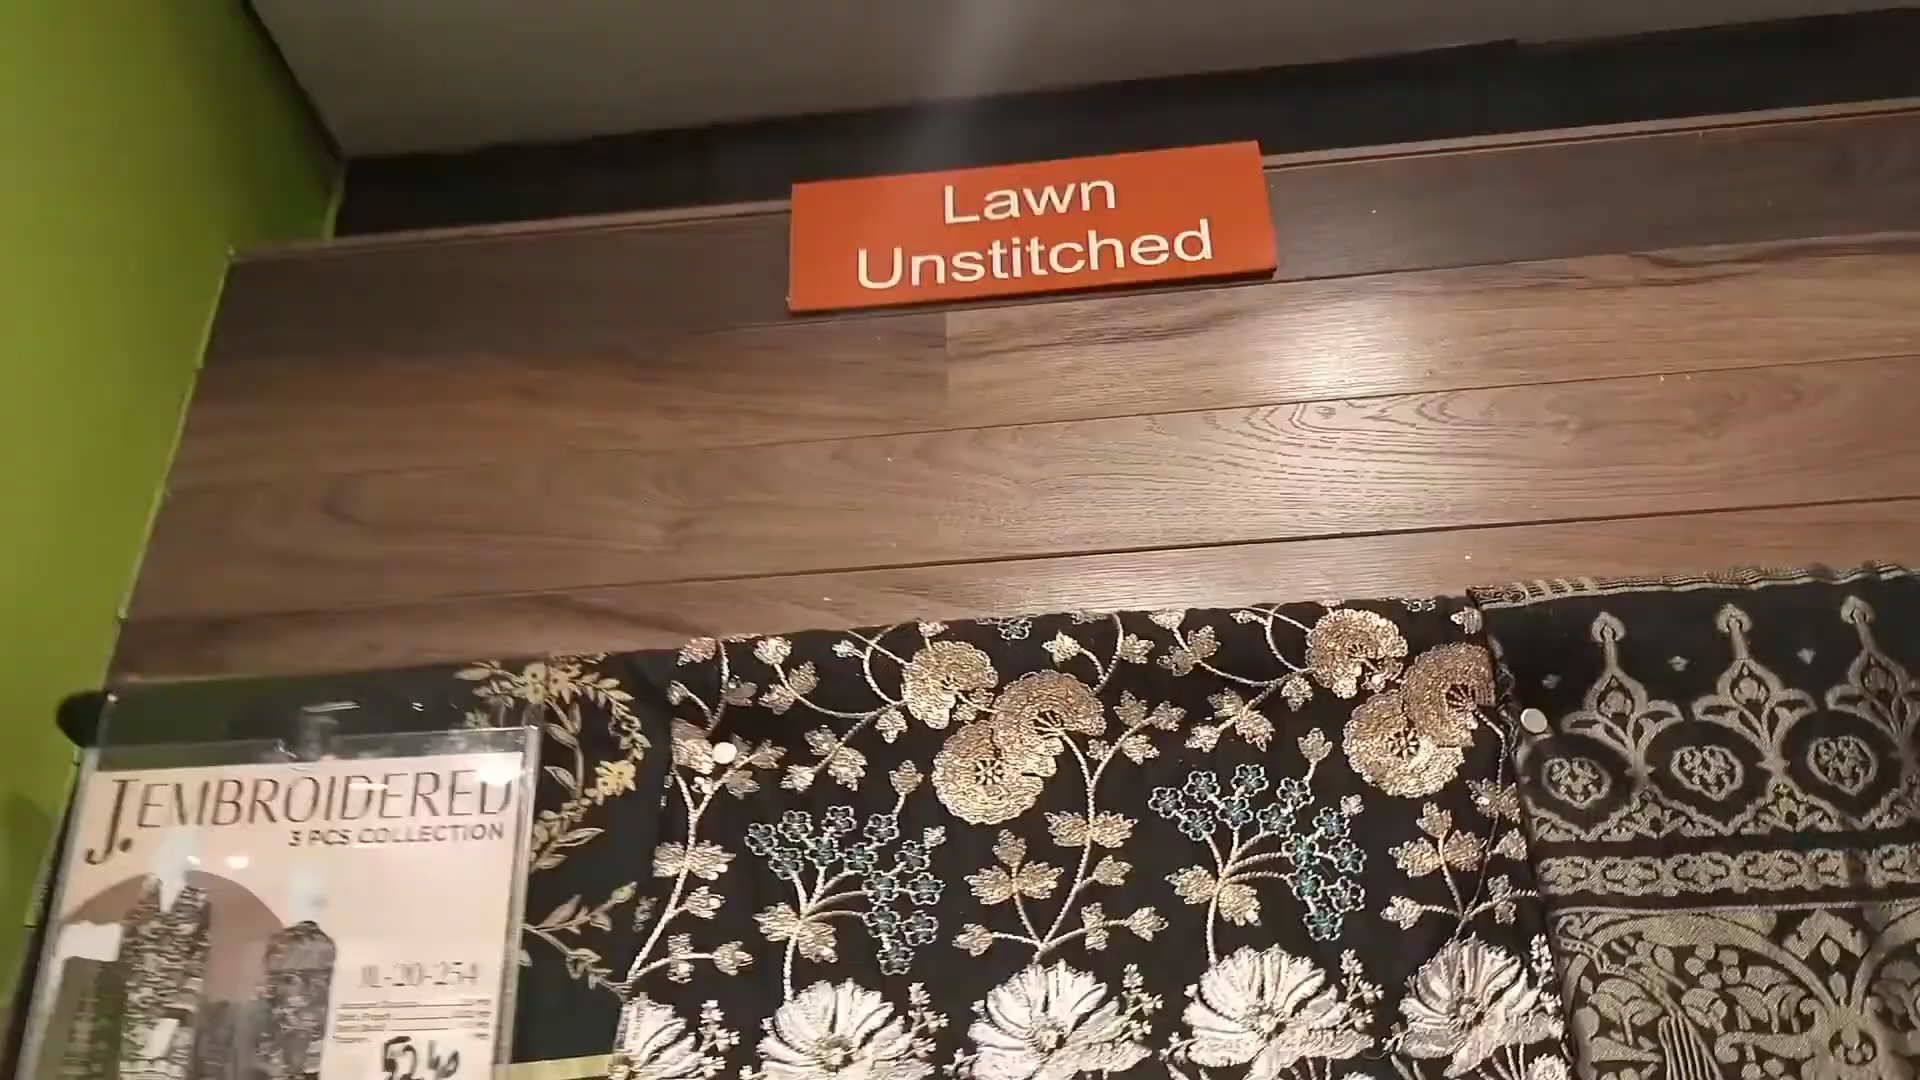 Lawn
Unstitched
J. EMBROIDERED
3 PCS COLLECTION
JL-20-254